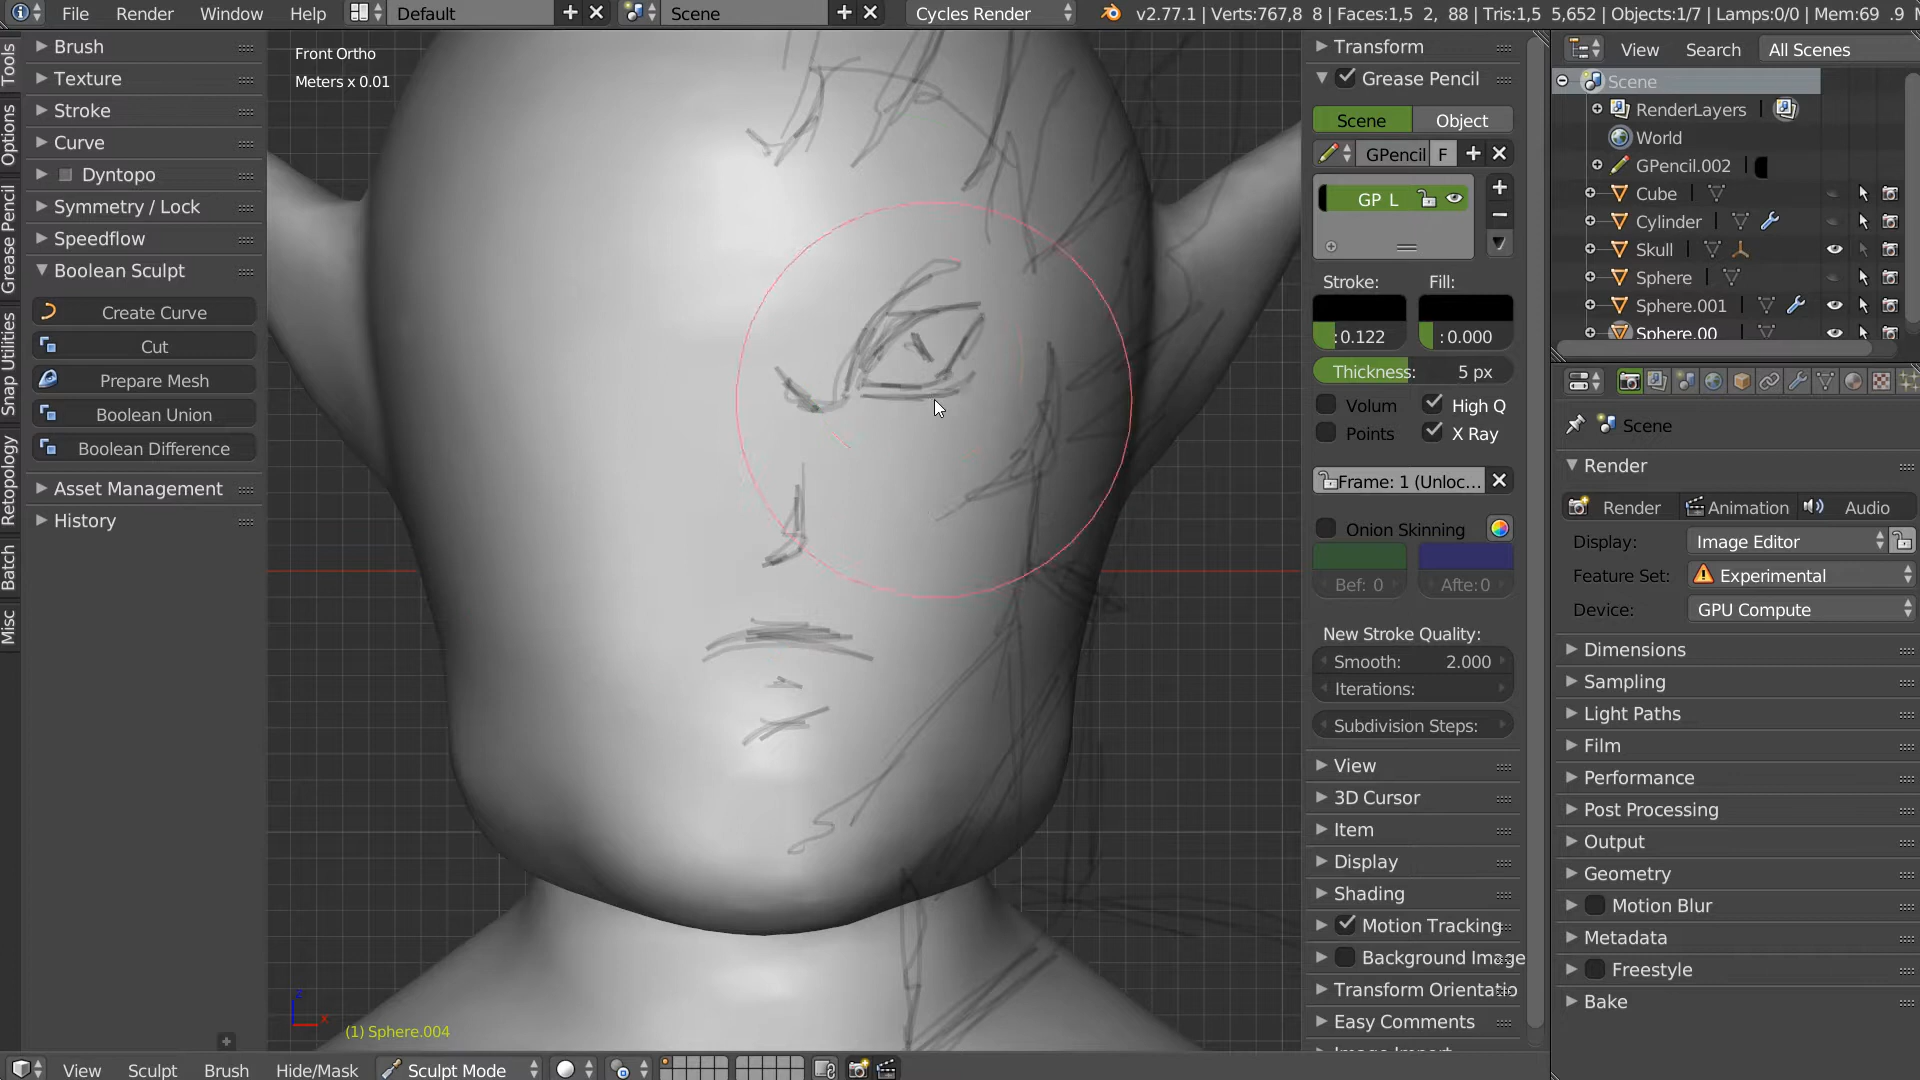 File Render Window Help Default Scene Cycles Render v2.77.1 | Verts:767,8 8 | Faces:1,5 2, 88 | Tris:1,5 5,652 | Objects:1/7 | Lamps:0/0 | Mem:69 .9
Tools
Options
Grease Pencil
Snap Utilities
Retopology
Batch
Misc
Brush
Texture
Stroke
Curve
Dyntopo
Symmetry / Lock
Speedflow
Boolean Sculpt
Create Curve
Cut
Prepare Mesh
Boolean Union
Boolean Difference
Asset Management
History
Front Ortho
Meters x 0.01
z
x
(1) Sphere.004
Transform
Grease Pencil
Scene Object
GPencil F
GP L
Stroke: Fill:
:0.122 :0.000
Thickness: 5 px
Volum High Q
Points X Ray
Frame: 1 (Unloc...
Onion Skinning
Bef: 0 Afte:0
New Stroke Quality:
Smooth: 2.000
Iterations:
Subdivision Steps:
View
3D Cursor
Item
Display
Shading
Motion Tracking
Background Image
Transform Orientatio
Easy Comments
View Search All Scenes
Scene
RenderLayers
World
GPencil.002
Cube
Cylinder
Skull
Sphere
Sphere.001
Sphere.00
Scene
Render
Render Animation Audio
Display: Image Editor
Feature Set: Experimental
Device: GPU Compute
Dimensions
Sampling
Light Paths
Film
Performance
Post Processing
Output
Geometry
Motion Blur
Metadata
Freestyle
Bake
View Sculpt Brush Hide/Mask Sculpt Mode